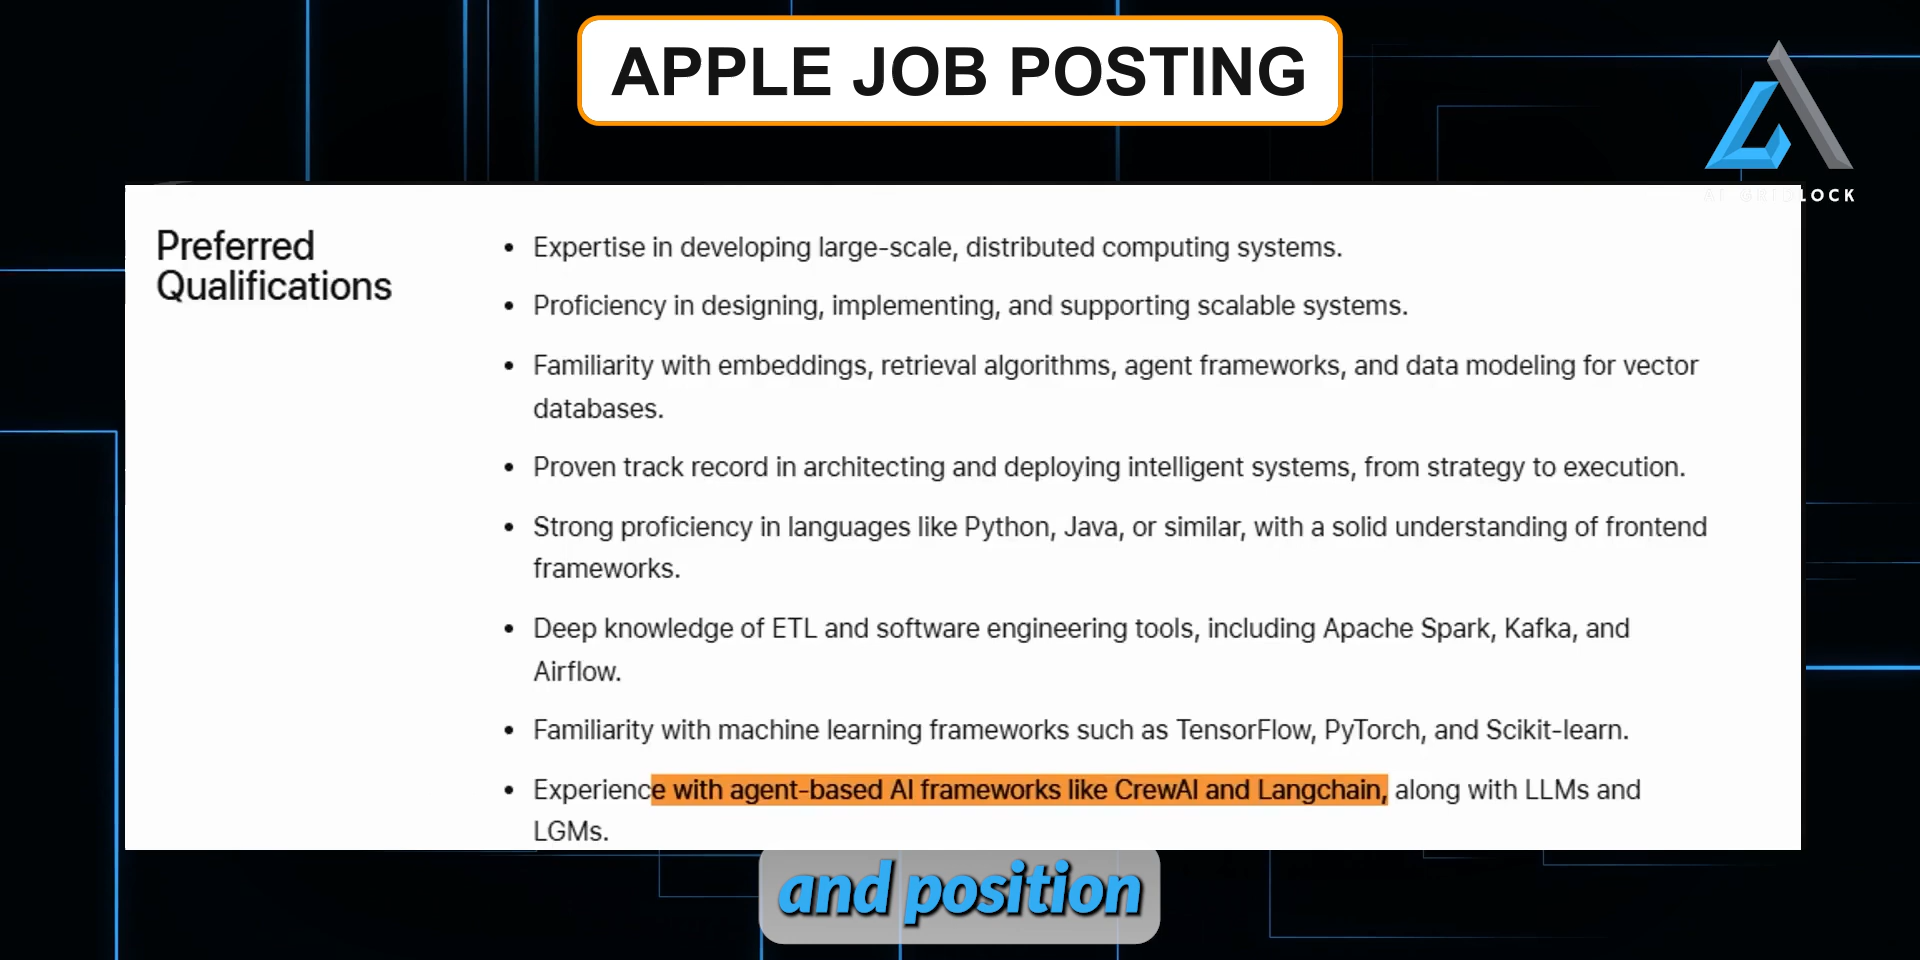 APPLE JOB POSTING
LOCK
Preferred
Qualifications
• Expertise in developing large-scale, distributed computing systems.
• Proficiency in designing, implementing, and supporting scalable systems.
• Familiarity with embeddings, retrieval algorithms, agent frameworks, and data modeling for vector
databases.
• Proven track record in architecting and deploying intelligent systems, from strategy to execution.
• Strong proficiency in languages like Python, Java, or similar, with a solid understanding of frontend
frameworks.
• Deep knowledge of ETL and software engineering tools, including Apache Spark, Kafka, and
Airflow.
• Familiarity with machine learning frameworks such as TensorFlow, PyTorch, and Scikit-learn.
• Experience with agent-based AI frameworks like CrewAI and Langchain, along with LLMs and
LGMs.
and position